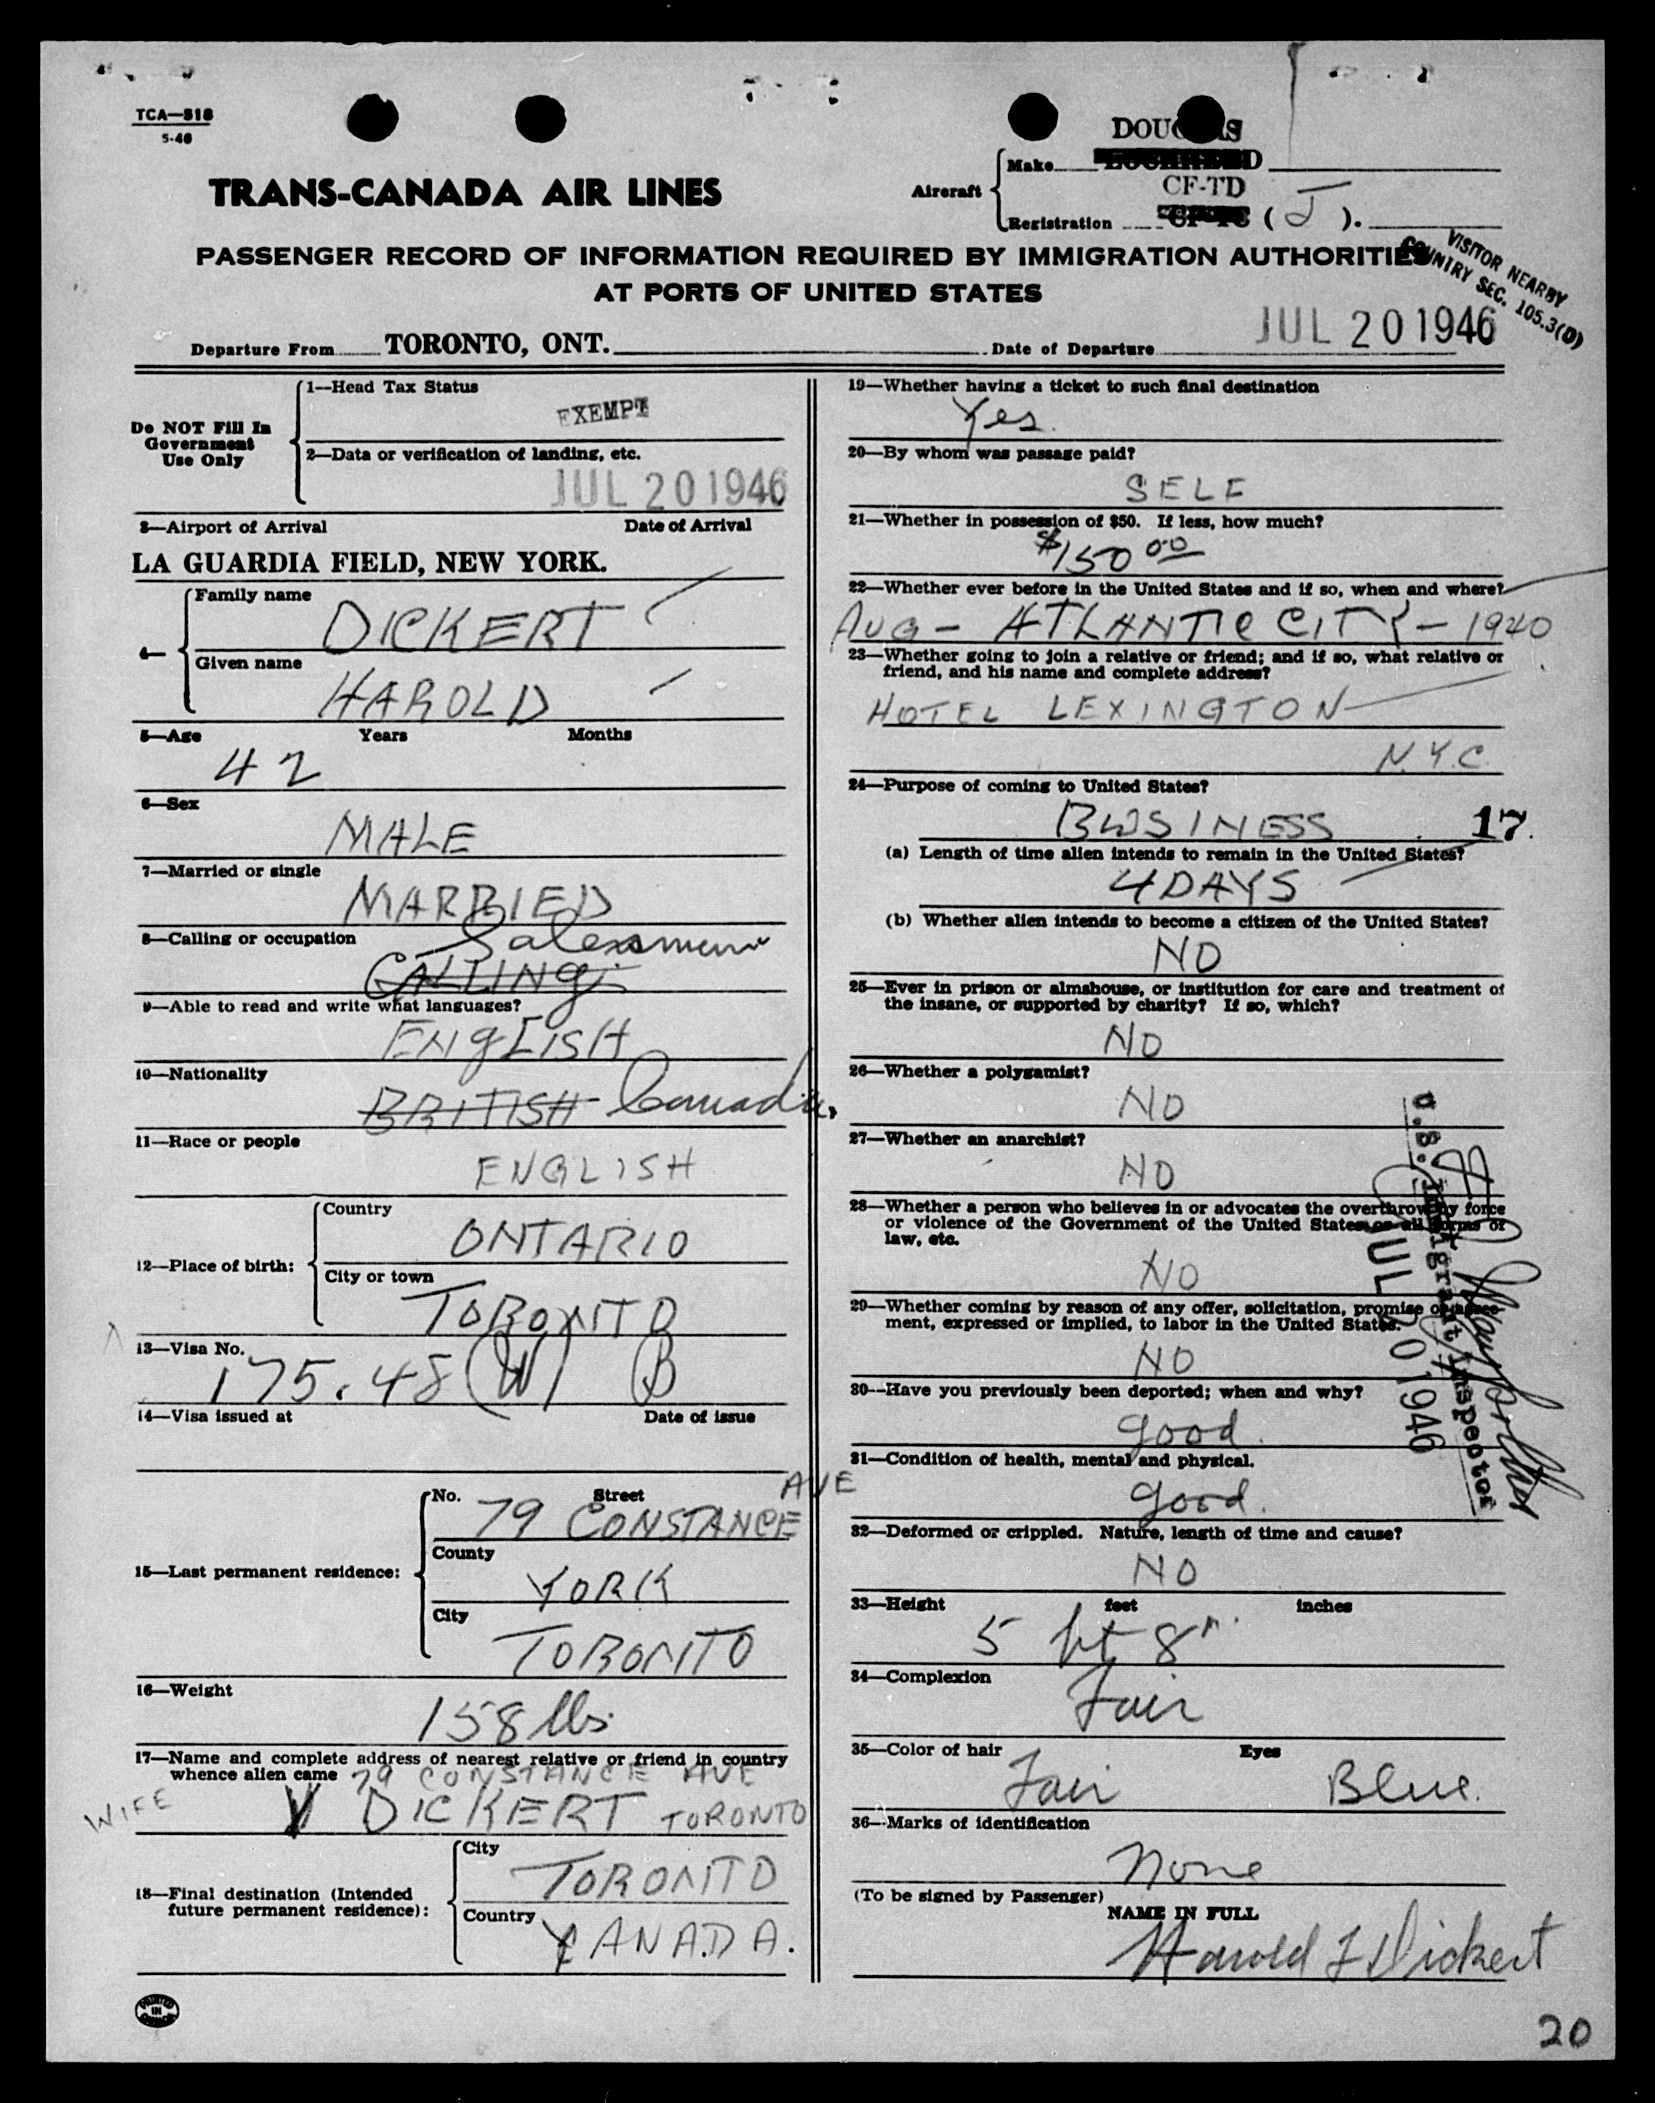 TCA—518
5-46
DOUGLAS
Make LOCKHEED
TRANS-CANADA AIR LINES
Aircraft
CF-TD
Registration CF-TC ( J ).
PASSENGER RECORD OF INFORMATION REQUIRED BY IMMIGRATION AUTHORITIES
AT PORTS OF UNITED STATES
VISITOR NEARBY
COUNTRY SEC. 105.3(D)
Departure From TORONTO, ONT. Date of Departure JUL 20 1946
Do NOT Fill In
Government
Use Only
1—Head Tax Status
EXEMPT
2—Data or verification of landing, etc.
JUL 20 1946
3—Airport of Arrival Date of Arrival
LA GUARDIA FIELD, NEW YORK.
4—
Family name
DICKERT
Given name
HAROLD
5—Age Years Months
42
6—Sex
MALE
7—Married or single
MARRIED
8—Calling or occupation Salesman
CALLING
9—Able to read and write what languages?
ENGLISH
10—Nationality
BRITISH Canadian
11—Race or people
ENGLISH
12—Place of birth:
Country
ONTARIO
City or town
TORONTO
13—Visa No.
175.48 (W) B
14—Visa issued at Date of issue
15—Last permanent residence:
No. Street
79 CONSTANCE AVE
County
YORK
City
TORONTO
16—Weight
158 lbs.
17—Name and complete address of nearest relative or friend in country
whence alien came 79 CONSTANCE AVE
WIFE V DICKERT TORONTO
18—Final destination (Intended
future permanent residence):
City
TORONTO
Country
CANADA.
PRINTED
IN
CANADA
19—Whether having a ticket to such final destination
Yes.
20—By whom was passage paid?
SELF
21—Whether in possession of $50. If less, how much?
$150 00
22—Whether ever before in the United States and if so, when and where?
AUG - ATLANTIC CITY - 1940
23—Whether going to join a relative or friend; and if so, what relative or
friend, and his name and complete address?
HOTEL LEXINGTON
N.Y.C.
24—Purpose of coming to United States?
BUSINESS 17.
(a) Length of time alien intends to remain in the United States?
4 DAYS
(b) Whether alien intends to become a citizen of the United States?
NO
25—Ever in prison or almshouse, or institution for care and treatment of
the insane, or supported by charity? If so, which?
NO
26—Whether a polygamist?
NO
27—Whether an anarchist?
NO
28—Whether a person who believes in or advocates the overthrow by force
or violence of the Government of the United States or all forms of
law, etc.
NO
29—Whether coming by reason of any offer, solicitation, promise or agree-
ment, expressed or implied, to labor in the United States.
NO
30—Have you previously been deported; when and why?
good.
31—Condition of health, mental and physical.
good.
32—Deformed or crippled. Nature, length of time and cause?
NO
33—Height feet inches
5 ft 8".
34—Complexion
Fair
35—Color of hair Eyes
Fair Blue.
36—Marks of identification
None
(To be signed by Passenger)
NAME IN FULL
Harold F Dickert
U.S. Immigrant Inspector
JUL 20 1946
20